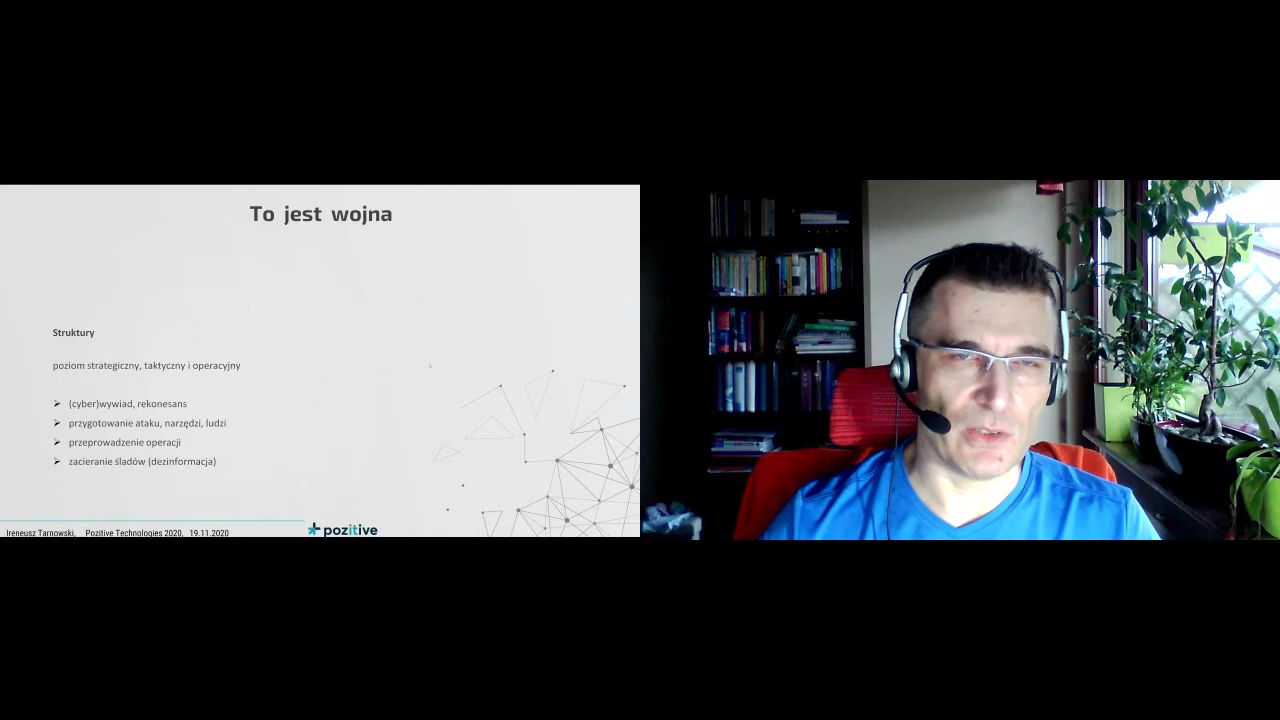 To jest wojna
Struktury
poziom strategiczny, taktyczny i operacyjny
(cyber)wywiad, rekonesans
przygotowanie ataku, narzędzi, ludzi
przeprowadzenie operacji
zacieranie śladów (dezinformacja)
Ireneusz Tarnowski, Pozitive Technologies 2020, 19.11.2020
pozitive